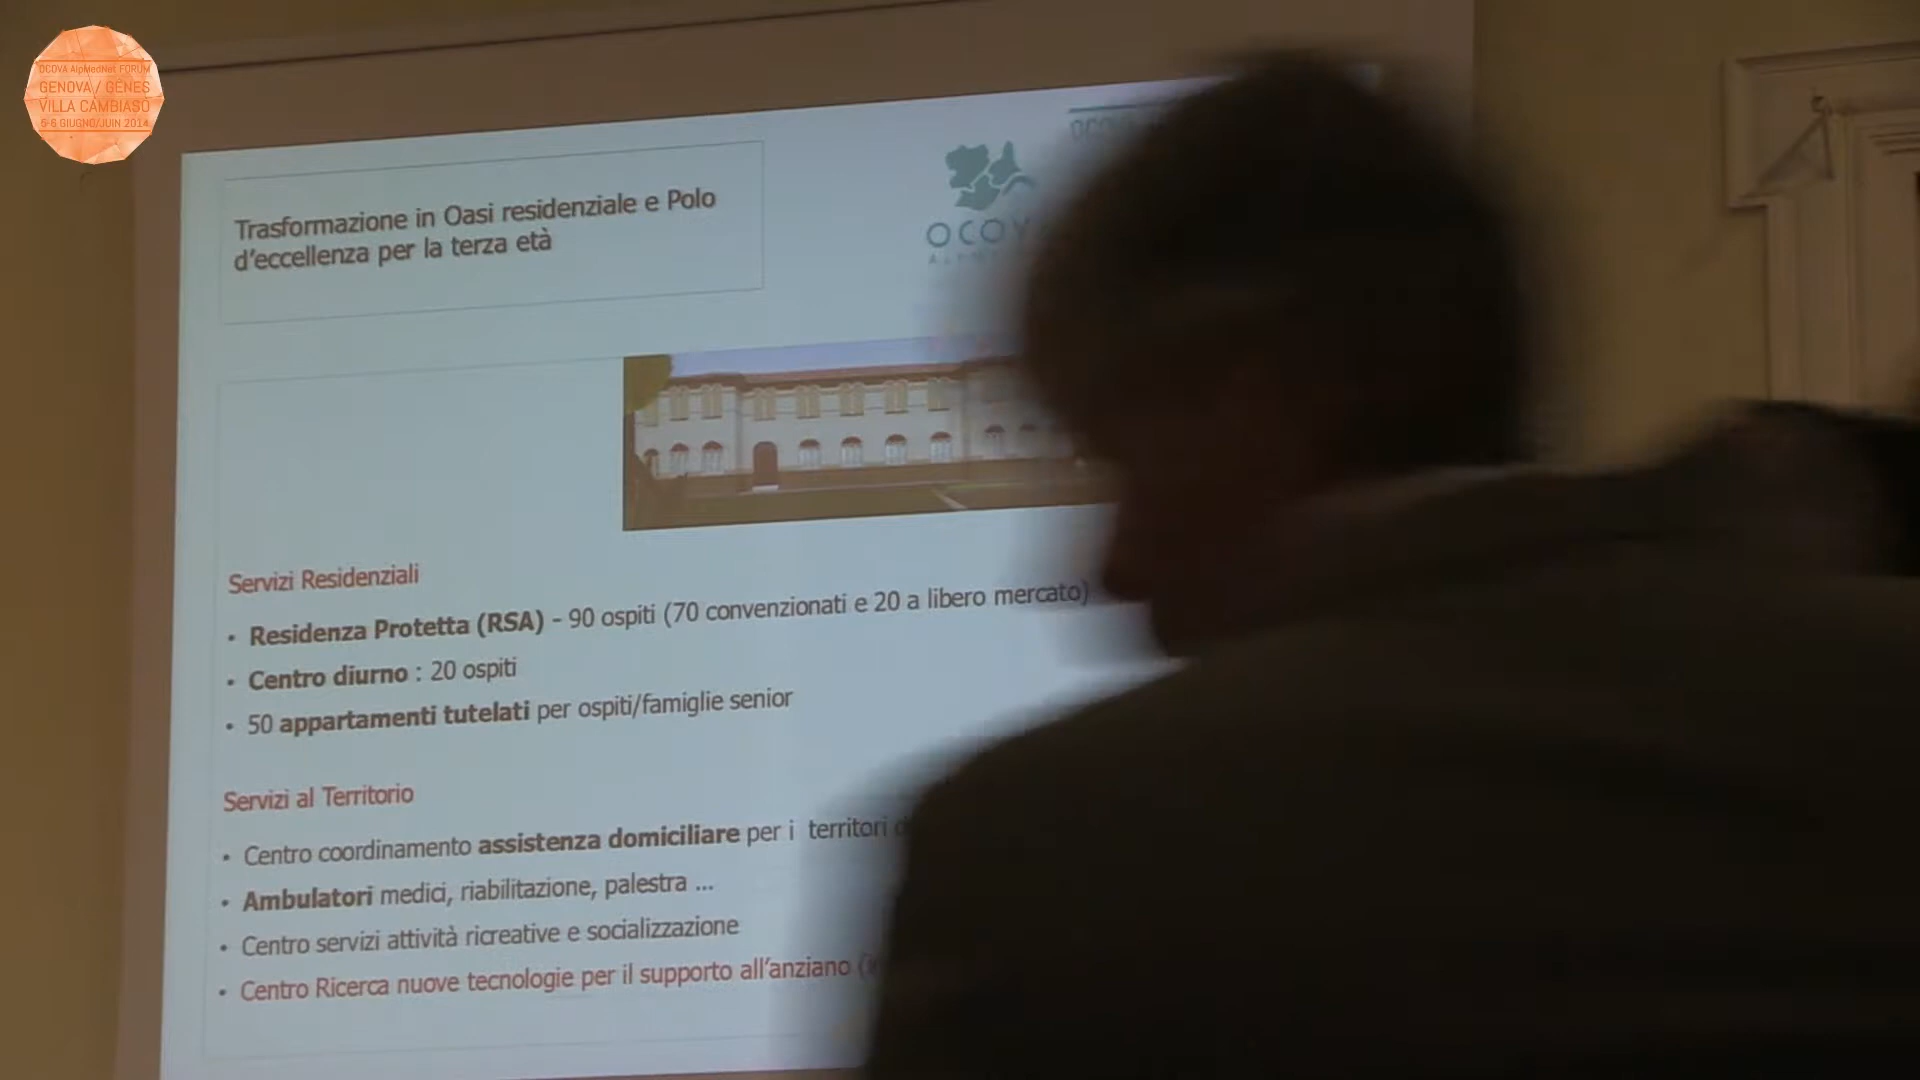 OCOVA AlpMedNet FORUM
GENOVA / GÊNES
VILLA CAMBIASO
5-6 GIUGNO/JUIN 2014
Trasformazione in Oasi residenziale e Polo
d'eccellenza per la terza età
Servizi Residenziali
• Residenza Protetta (RSA) - 90 ospiti (70 convenzionati e 20 a libero mercato)
• Centro diurno : 20 ospiti
• 50 appartamenti tutelati per ospiti/famiglie senior
Servizi al Territorio
• Centro coordinamento assistenza domiciliare per i territori
• Ambulatori medici, riabilitazione, palestra ...
• Centro servizi attività ricreative e socializzazione
• Centro Ricerca nuove tecnologie per il supporto all'anziano